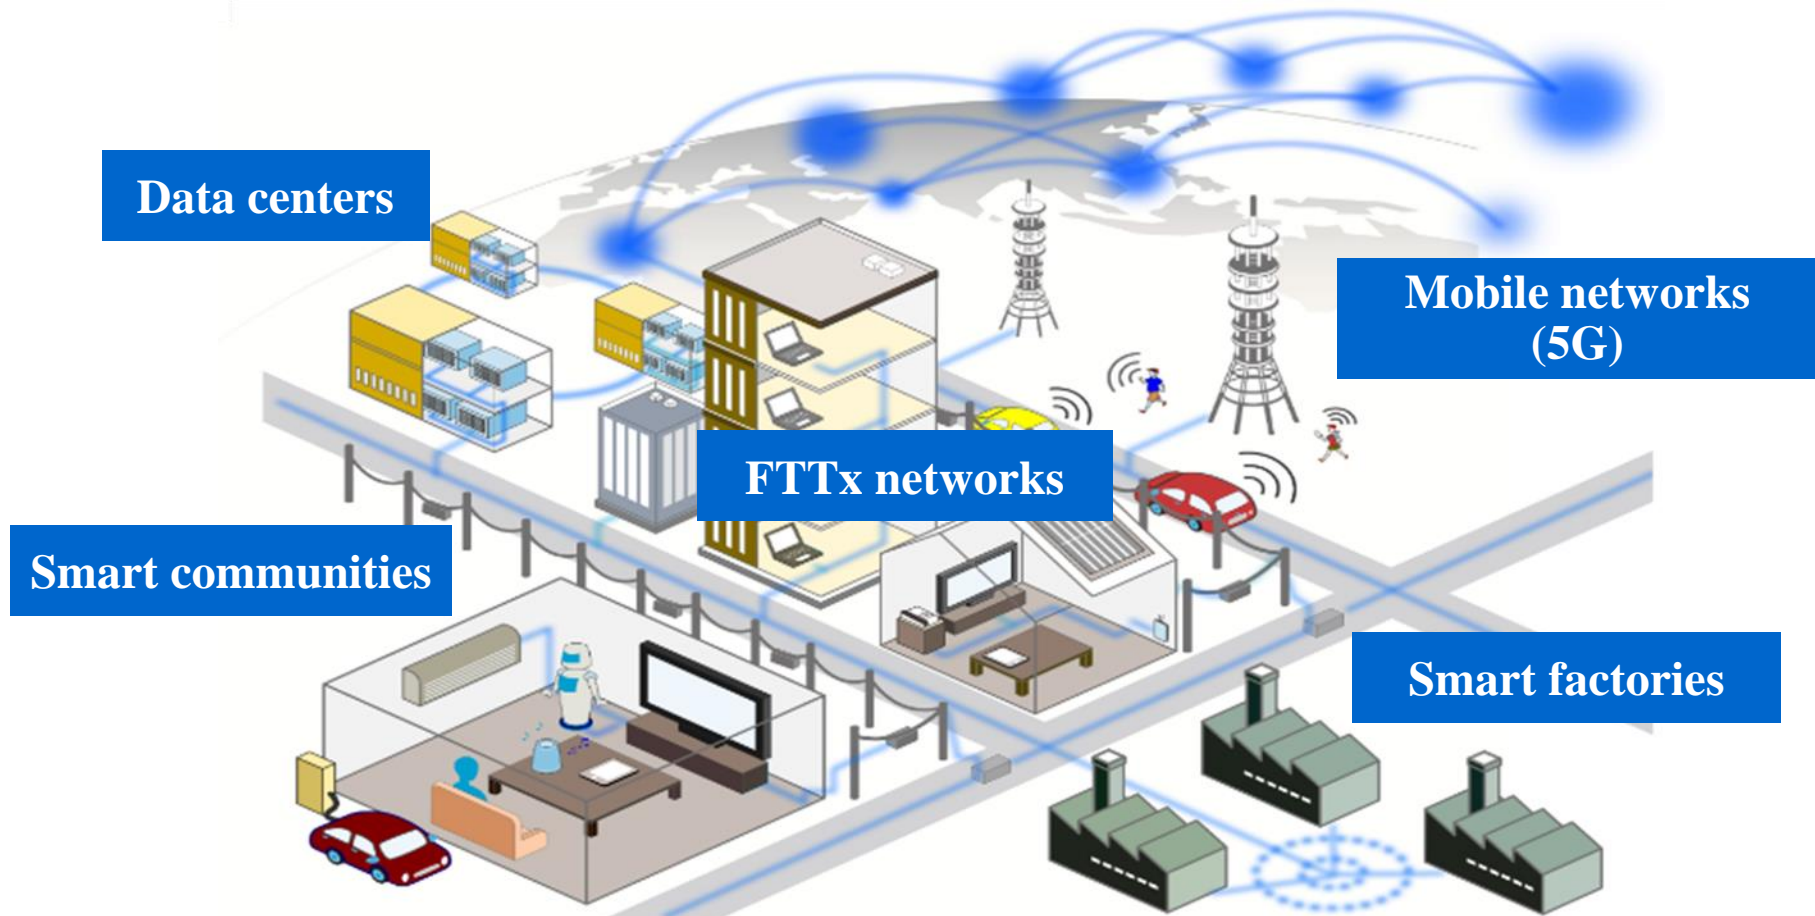 Data centers
Mobile networks
(5G)
FTTx networks
Smart communities
Smart factories